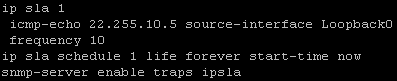 ip sla 1
 icmp-echo 22.255.10.5 source-interface Loopback0
 frequency 10
ip sla schedule 1 life forever start-time now
snmp-server enable traps ipsla